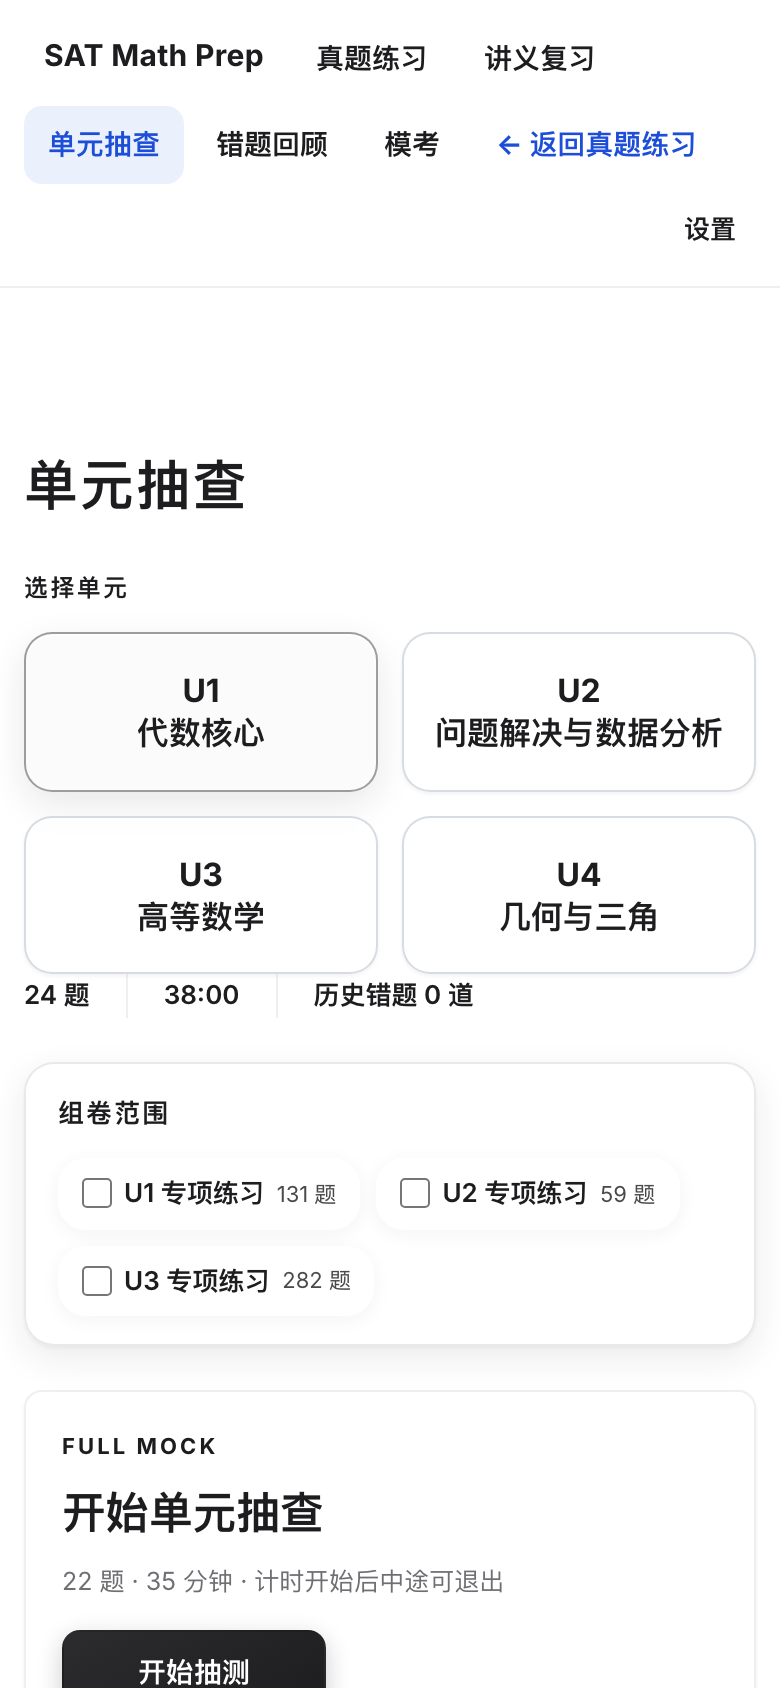 SAT Math Prep 真题练习 讲义复习
单元抽查 错题回顾 模考 ← 返回真题练习
设置
单元抽查
选择单元
U1
代数核心
U2
问题解决与数据分析
U3
高等数学
U4
几何与三角
24 题 38:00 历史错题 0 道
组卷范围
U1 专项练习 131 题 U2 专项练习 59 题
U3 专项练习 282 题
FULL MOCK
开始单元抽查
22 题 · 35 分钟 · 计时开始后中途可退出
开始抽测